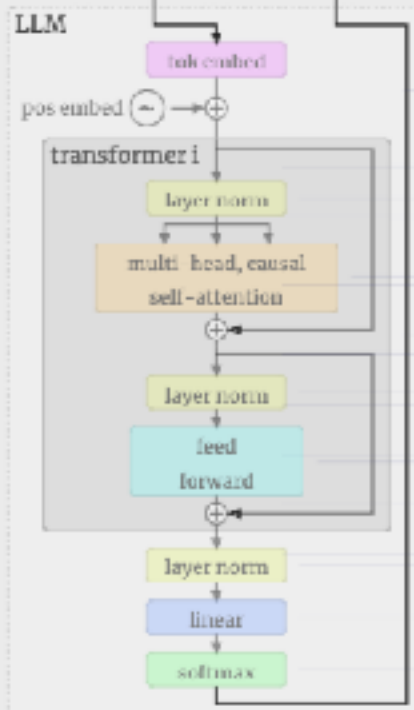 LLM
tok embed
pos embed
transformer i
layer norm
multi-head, causal
self-attention
layer norm
feed
forward
layer norm
linear
softmax